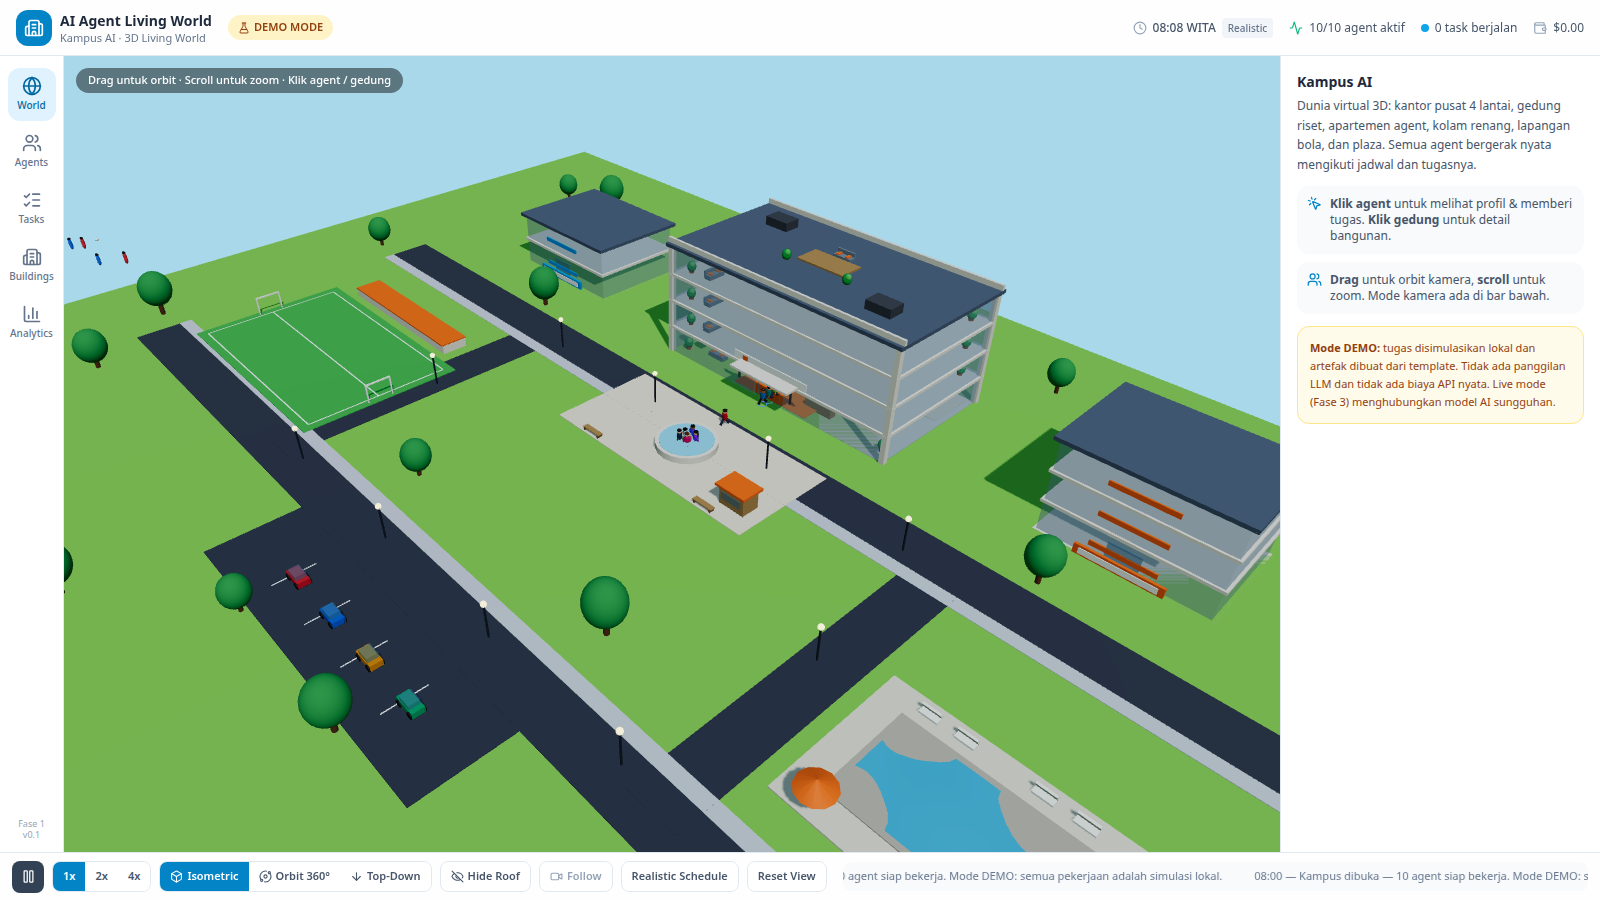 AI Agent Living World
Kampus AI · 3D Living World
DEMO MODE
08:08 WITA
Realistic
10/10 agent aktif
0 task berjalan
$0.00
World
Agents
Tasks
Buildings
Analytics
Fase 1
v0.1
Drag untuk orbit · Scroll untuk zoom · Klik agent / gedung
Kampus AI
Dunia virtual 3D: kantor pusat 4 lantai, gedung
riset, apartemen agent, kolam renang, lapangan
bola, dan plaza. Semua agent bergerak nyata
mengikuti jadwal dan tugasnya.
Klik agent untuk melihat profil & memberi
tugas. Klik gedung untuk detail
bangunan.
Drag untuk orbit kamera, scroll untuk
zoom. Mode kamera ada di bar bawah.
Mode DEMO: tugas disimulasikan lokal dan
artefak dibuat dari template. Tidak ada panggilan
LLM dan tidak ada biaya API nyata. Live mode
(Fase 3) menghubungkan model AI sungguhan.
1x
2x
4x
Isometric
Orbit 360°
Top-Down
Hide Roof
Follow
Realistic Schedule
Reset View
agent siap bekerja. Mode DEMO: semua pekerjaan adalah simulasi lokal.
08:00 — Kampus dibuka — 10 agent siap bekerja. Mode DEMO: s